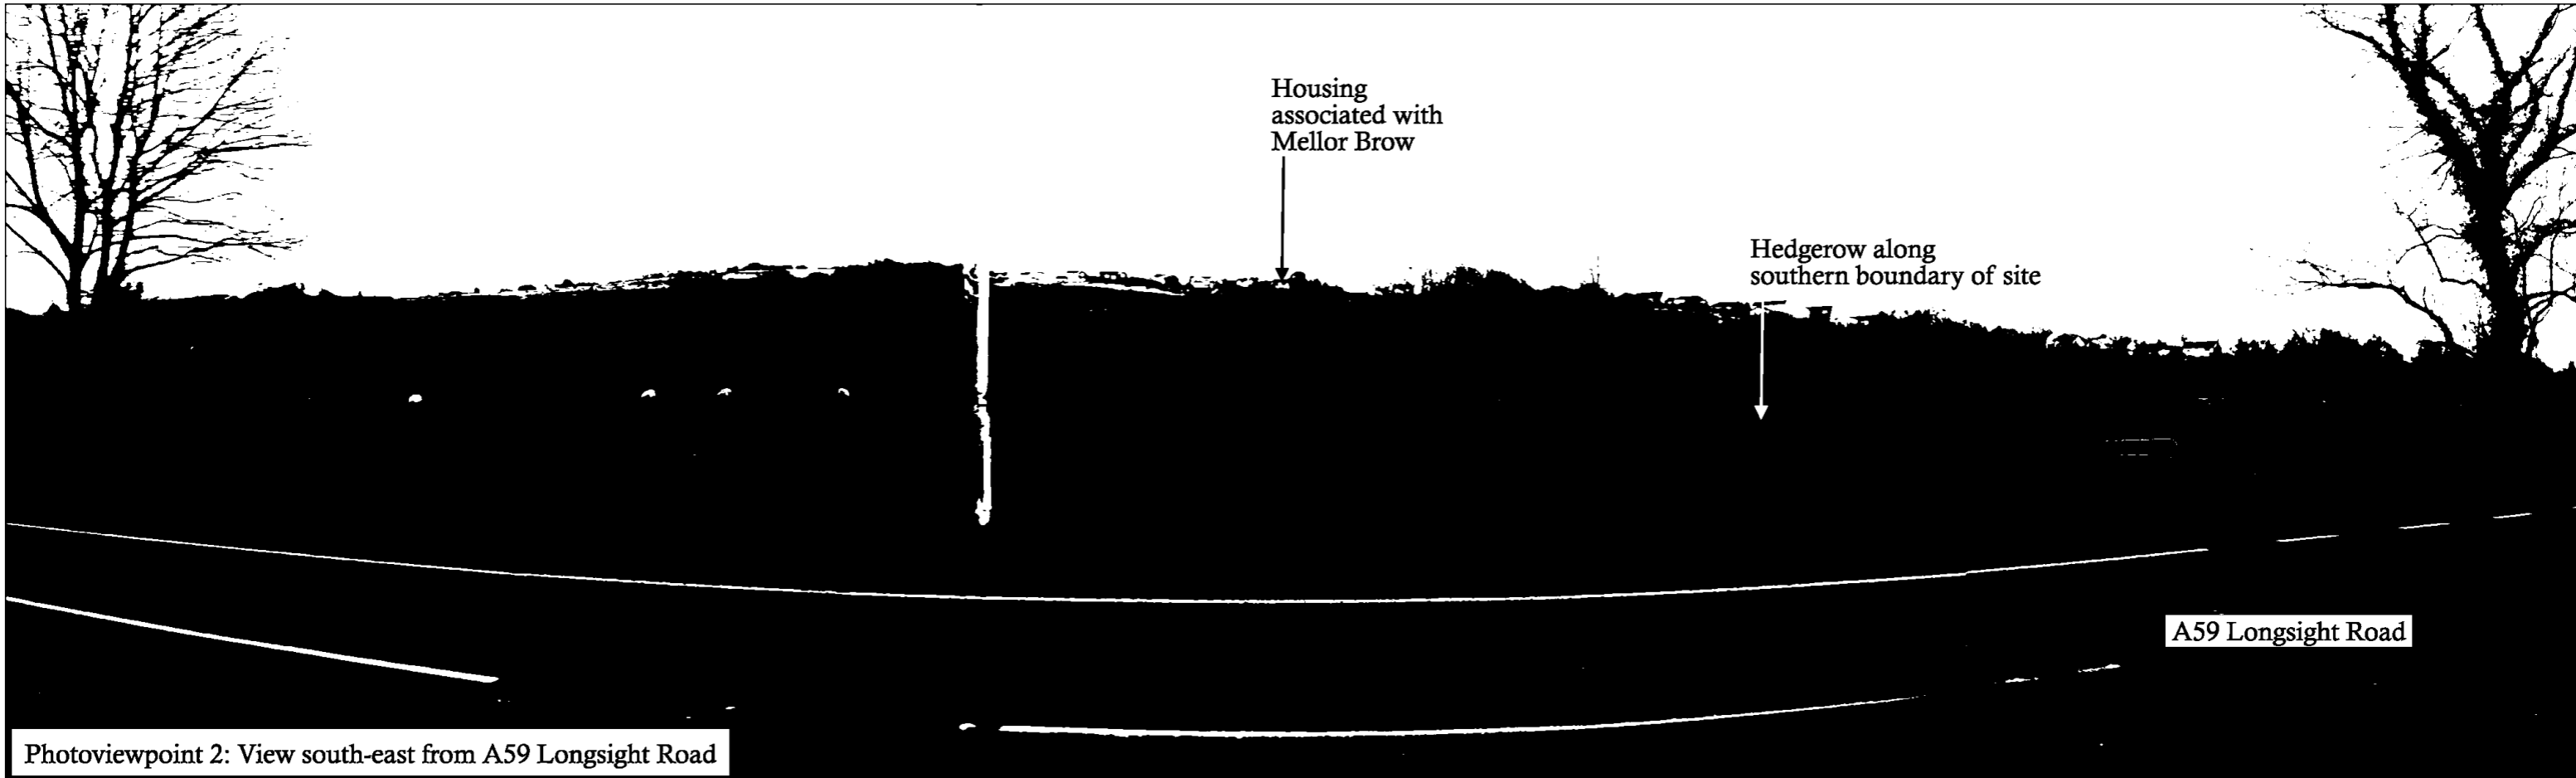 Housing
associated with
Mellor Brow
Hedgerow along
southern boundary of site
A59 Longsight Road
Photoviewpoint 2: View south-east from A59 Longsight Road